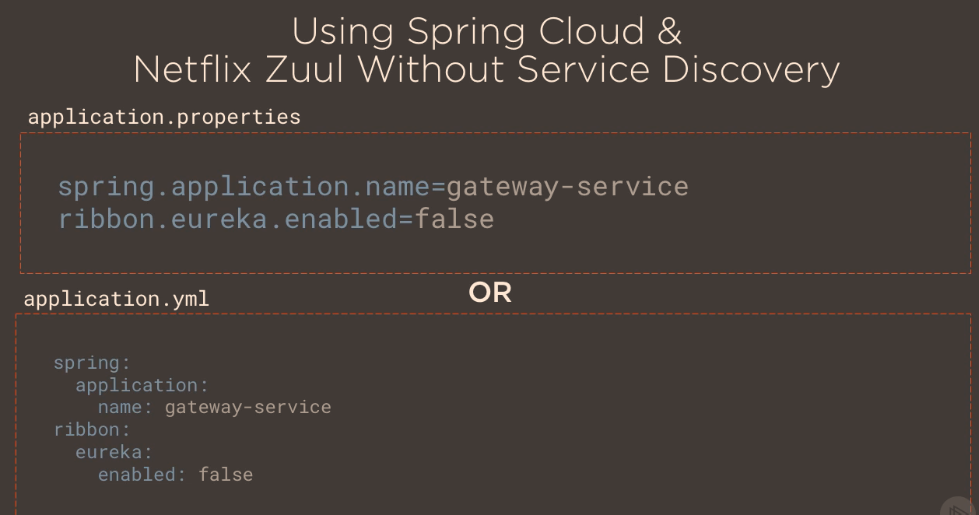 Using Spring Cloud &
Netflix Zuul Without Service Discovery
application.properties
spring.application.name=gateway-service
ribbon.eureka.enabled=false
OR
application.yml
spring:
  application:
    name: gateway-service
ribbon:
  eureka:
    enabled: false